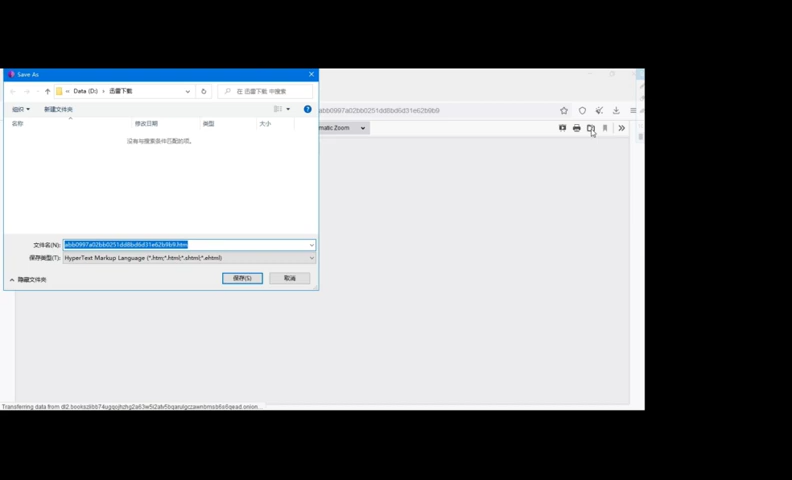 Save As
Data (D:) › 迅雷下载
在 迅雷下载 中搜索
组织 新建文件夹
名称 修改日期 类型 大小
没有与搜索条件匹配的项。
文件名(N):
保存类型(T): HyperText Markup Language (*.htm;*.html;*.shtml;*.ehtml)
隐藏文件夹 保存(S) 取消
matic Zoom
Transferring data from